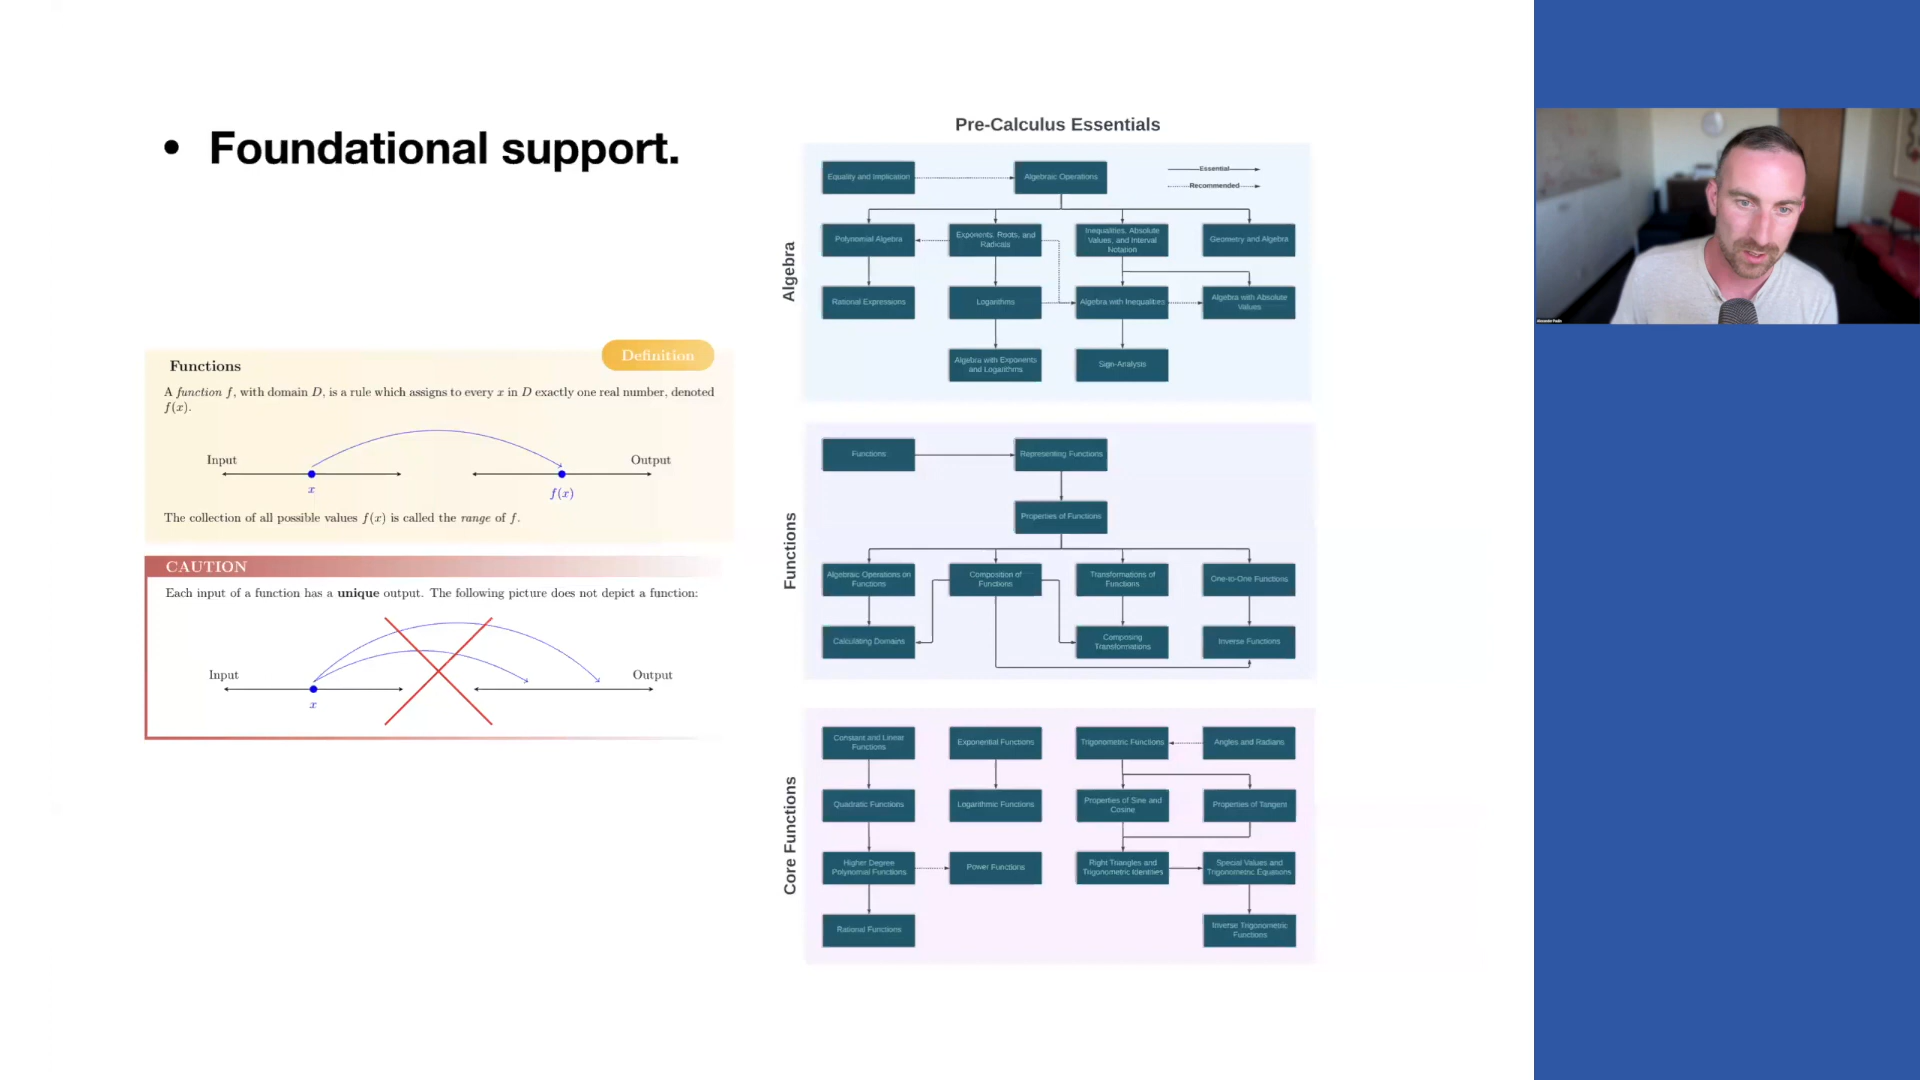 • Foundational support.
Definition
Functions
A function f, with domain D, is a rule which assigns to every x in D exactly one real number, denoted
f(x).
Input
Output
x
f(x)
The collection of all possible values f(x) is called the range of f.
CAUTION
Each input of a function has a unique output. The following picture does not depict a function:
Input
Output
x
Pre-Calculus Essentials
Algebra
Equality and Implication
Algebraic Operations
Essential
Recommended
Polynomial Algebra
Exponents, Roots, and
Radicals
Inequalities, Absolute
Values, and Interval
Notation
Geometry and Algebra
Rational Expressions
Logarithms
Algebra with Inequalities
Algebra with Absolute
Values
Algebra with Exponents
and Logarithms
Sign-Analysis
Functions
Functions
Representing Functions
Properties of Functions
Algebraic Operations on
Functions
Composition of
Functions
Transformations of
Functions
One-to-One Functions
Calculating Domains
Composing
Transformations
Inverse Functions
Core Functions
Constant and Linear
Functions
Exponential Functions
Trigonometric Functions
Angles and Radians
Quadratic Functions
Logarithmic Functions
Properties of Sine and
Cosine
Properties of Tangent
Higher Degree
Polynomial Functions
Power Functions
Right Triangles and
Trigonometric Identities
Special Values and
Trigonometric Equations
Rational Functions
Inverse Trigonometric
Functions